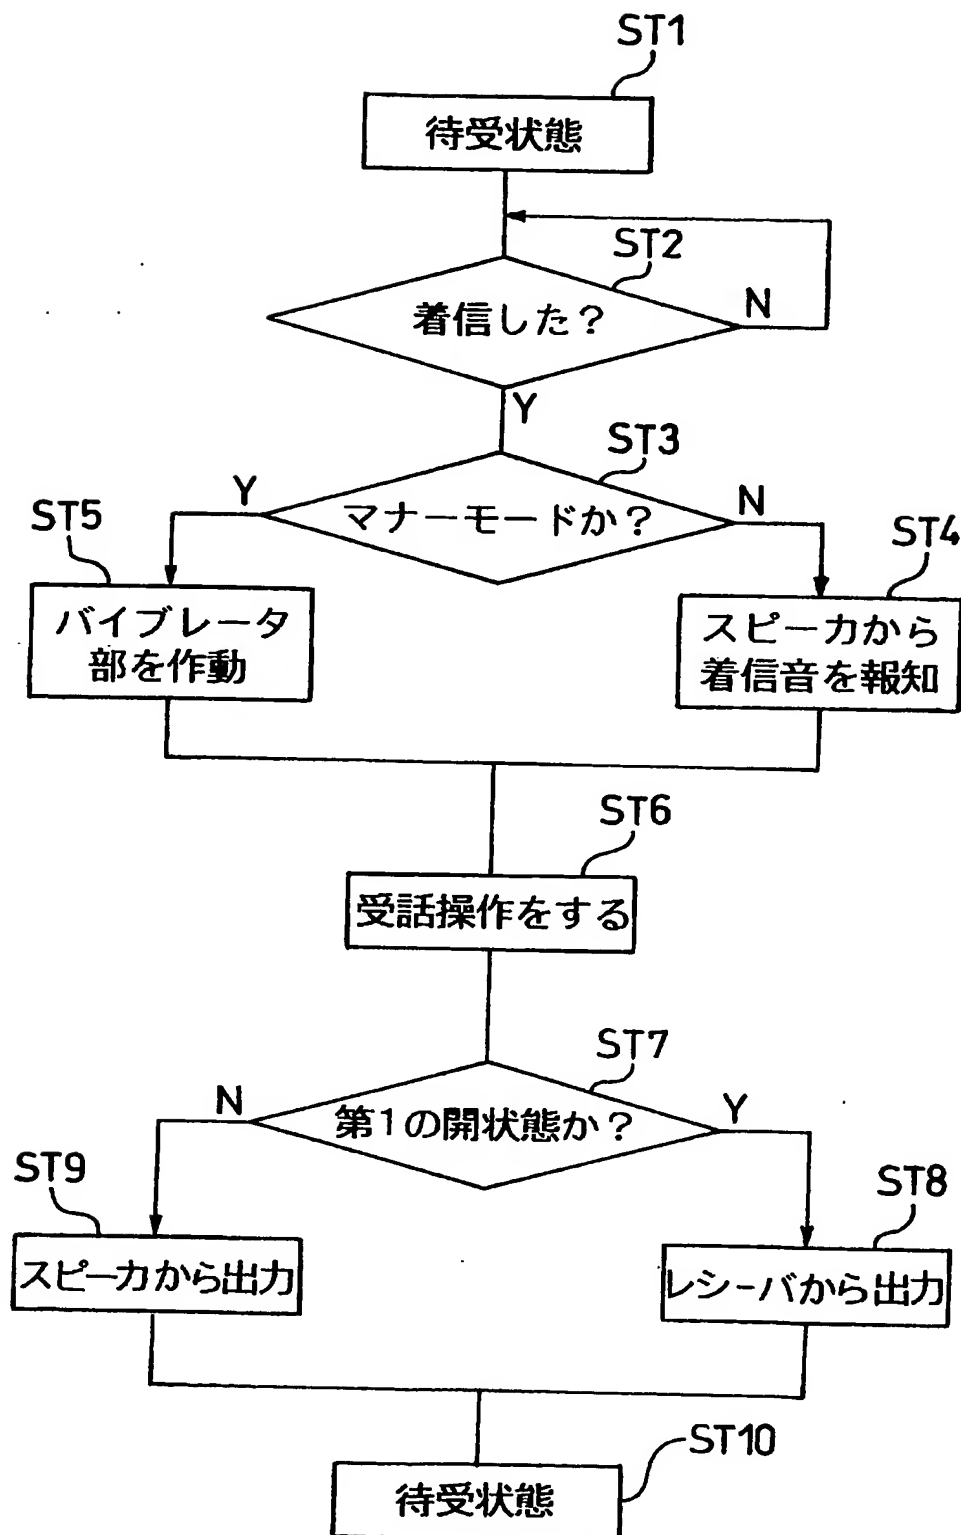 ST1
待受状態
ST2
着信した？
N
Y
ST3
マナーモードか？
Y
N
ST5
バイブレータ
部を作動
ST4
スピーカから
着信音を報知
ST6
受話操作をする
ST7
第1の開状態か？
N
Y
ST9
スピーカから出力
ST8
レシーバから出力
ST10
待受状態